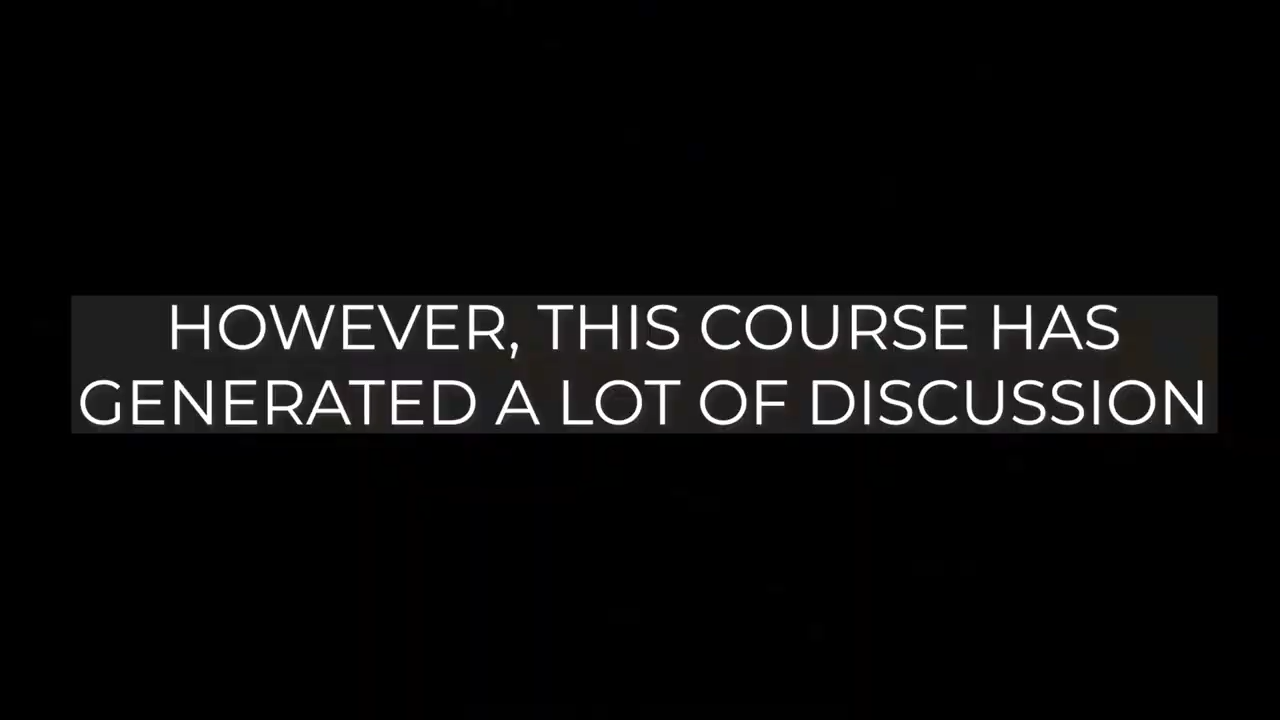 HOWEVER, THIS COURSE HAS
GENERATED A LOT OF DISCUSSION